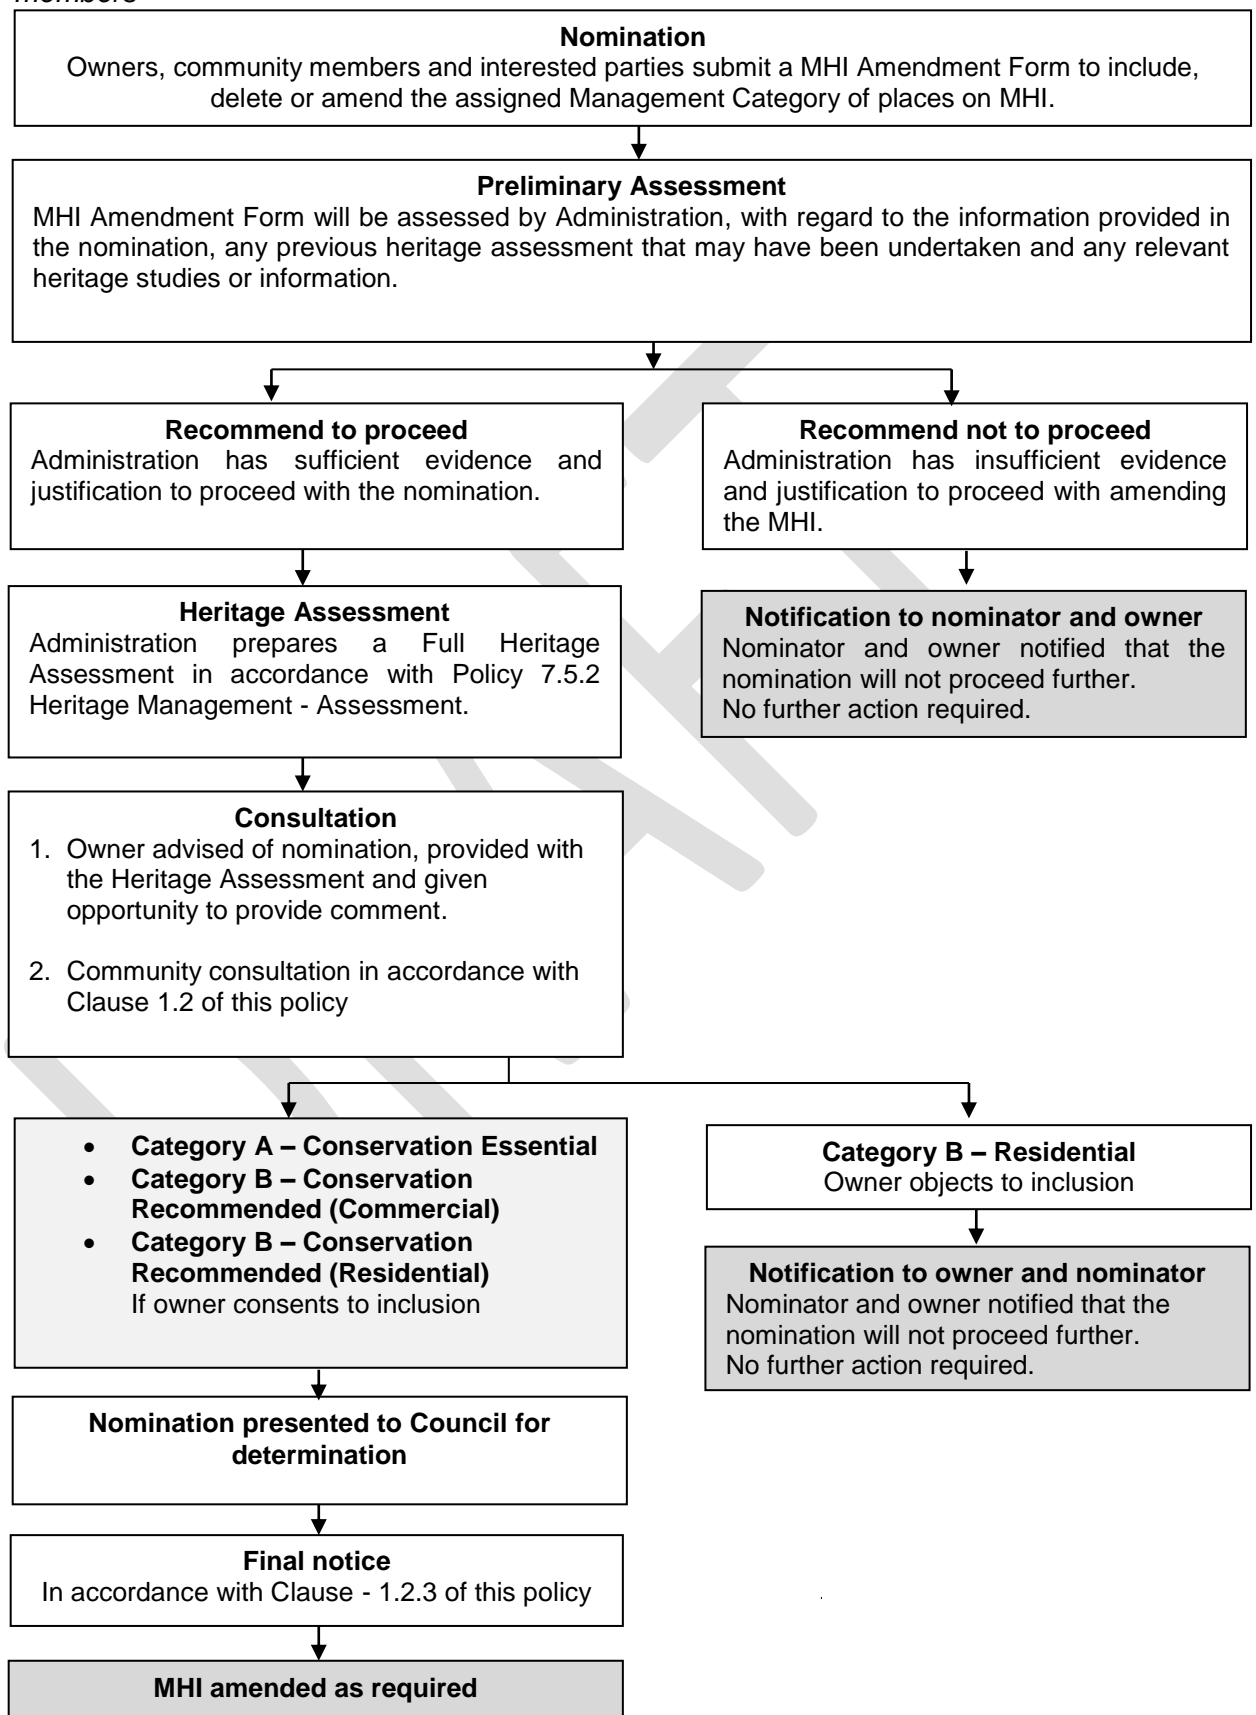 members
Nomination
Owners, community members and interested parties submit a MHI Amendment Form to include,
delete or amend the assigned Management Category of places on MHI.
Preliminary Assessment
MHI Amendment Form will be assessed by Administration, with regard to the information provided in
the nomination, any previous heritage assessment that may have been undertaken and any relevant
heritage studies or information.
Recommend to proceed
Administration has sufficient evidence and
justification to proceed with the nomination.
Recommend not to proceed
Administration has insufficient evidence
and justification to proceed with amending
the MHI.
Heritage Assessment
Administration prepares a Full Heritage
Assessment in accordance with Policy 7.5.2
Heritage Management - Assessment.
Notification to nominator and owner
Nominator and owner notified that the
nomination will not proceed further.
No further action required.
Consultation
1. Owner advised of nomination, provided with
the Heritage Assessment and given
opportunity to provide comment.
2. Community consultation in accordance with
Clause 1.2 of this policy
• Category A – Conservation Essential
• Category B – Conservation
Recommended (Commercial)
• Category B – Conservation
Recommended (Residential)
If owner consents to inclusion
Category B – Residential
Owner objects to inclusion
Notification to owner and nominator
Nominator and owner notified that the
nomination will not proceed further.
No further action required.
Nomination presented to Council for
determination
Final notice
In accordance with Clause - 1.2.3 of this policy
MHI amended as required
DRAFT